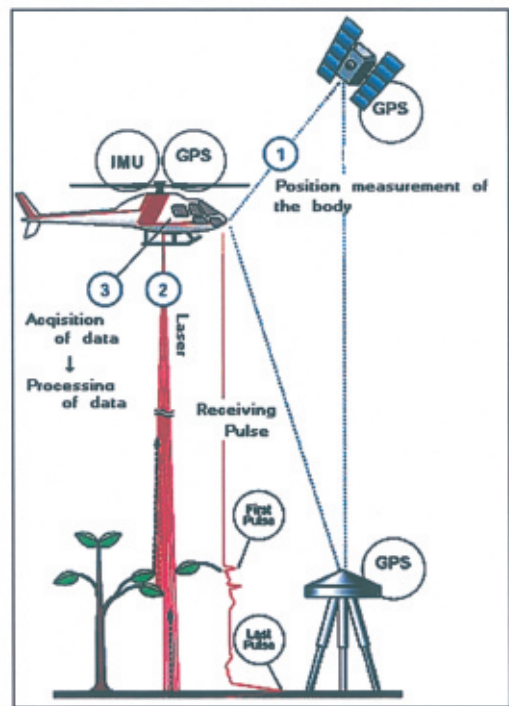 GPS
IMU
GPS
1
Position measurement of
the body
3
2
Acqisition
of data
Processing
of data
Laser
Receiving
Pulse
First
Pulse
GPS
Last
Pulse